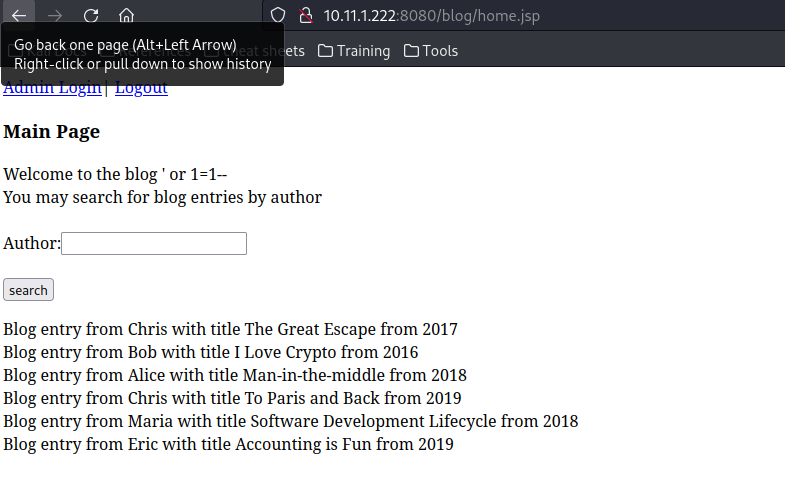 10.11.1.222:8080/blog/home.jsp
Go back one page (Alt+Left Arrow)
Right-click or pull down to show history
sheets Training Tools
Admin Login| Logout
Main Page
Welcome to the blog ' or 1=1--
You may search for blog entries by author
Author:
search
Blog entry from Chris with title The Great Escape from 2017
Blog entry from Bob with title I Love Crypto from 2016
Blog entry from Alice with title Man-in-the-middle from 2018
Blog entry from Chris with title To Paris and Back from 2019
Blog entry from Maria with title Software Development Lifecycle from 2018
Blog entry from Eric with title Accounting is Fun from 2019